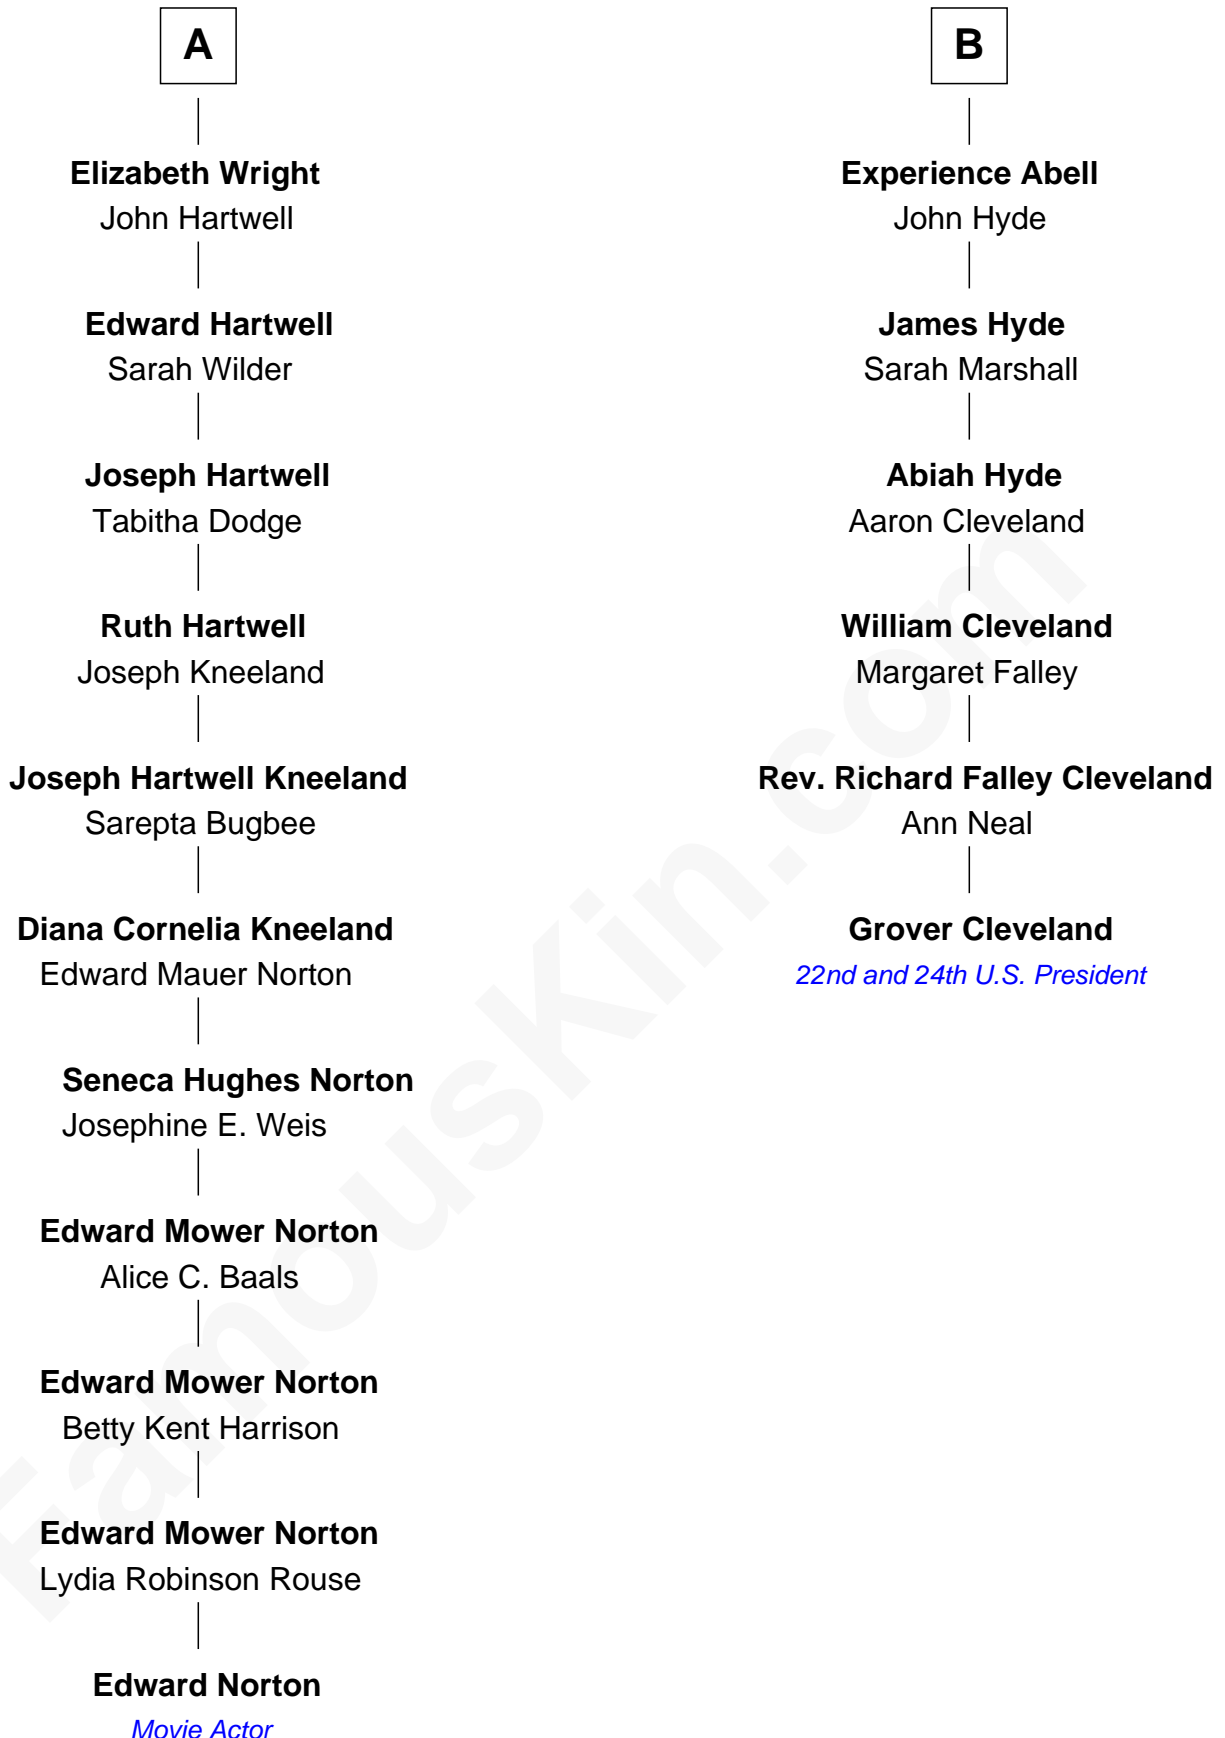 A
Elizabeth Wright
John Hartwell
Edward Hartwell
Sarah Wilder
Joseph Hartwell
Tabitha Dodge
Ruth Hartwell
Joseph Kneeland
Joseph Hartwell Kneeland
Sarepta Bugbee
Diana Cornelia Kneeland
Edward Mauer Norton
Seneca Hughes Norton
Josephine E. Weis
Edward Mower Norton
Alice C. Baals
Edward Mower Norton
Betty Kent Harrison
Edward Mower Norton
Lydia Robinson Rouse
Edward Norton
Movie Actor
B
Experience Abell
John Hyde
James Hyde
Sarah Marshall
Abiah Hyde
Aaron Cleveland
William Cleveland
Margaret Falley
Rev. Richard Falley Cleveland
Ann Neal
Grover Cleveland
22nd and 24th U.S. President
FamousKin.com